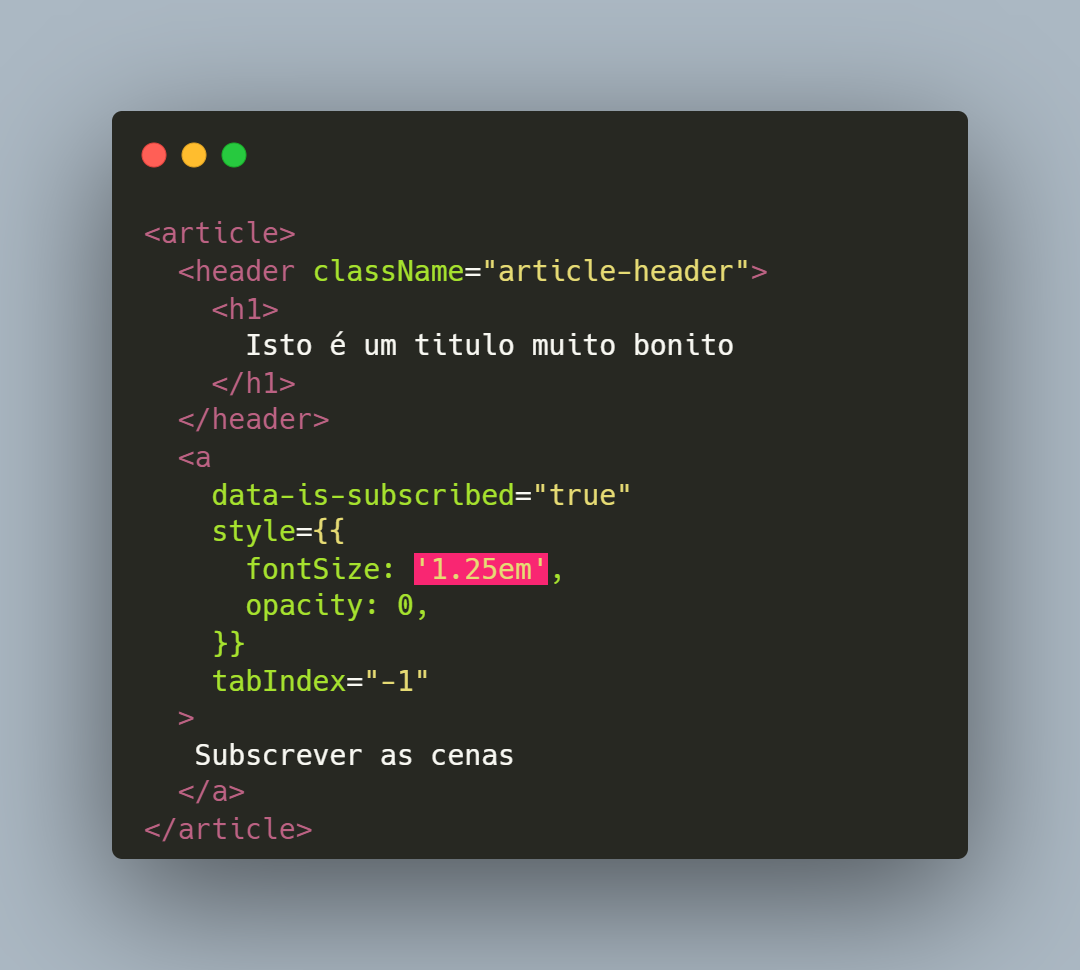 <article>
  <header className="article-header">
    <h1>
      Isto é um titulo muito bonito
    </h1>
  </header>
  <a
    data-is-subscribed="true"
    style={{
      fontSize: '1.25em',
      opacity: 0,
    }}
    tabIndex="-1"
  >
   Subscrever as cenas
  </a>
</article>